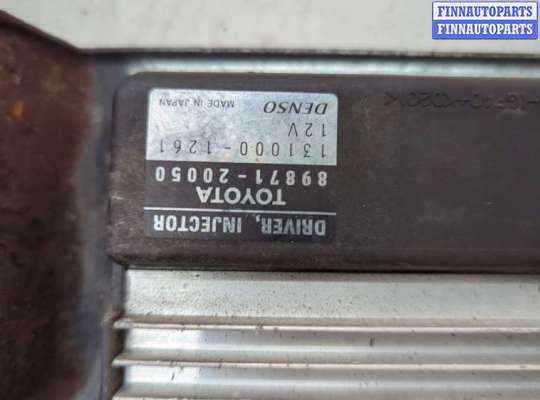 FINNAUTOPARTS
FINNAUTOPARTS
DRIVER, INJECTOR
TOYOTA
89871-20050
131000-1261
12V
DENSO MADE IN JAPAN